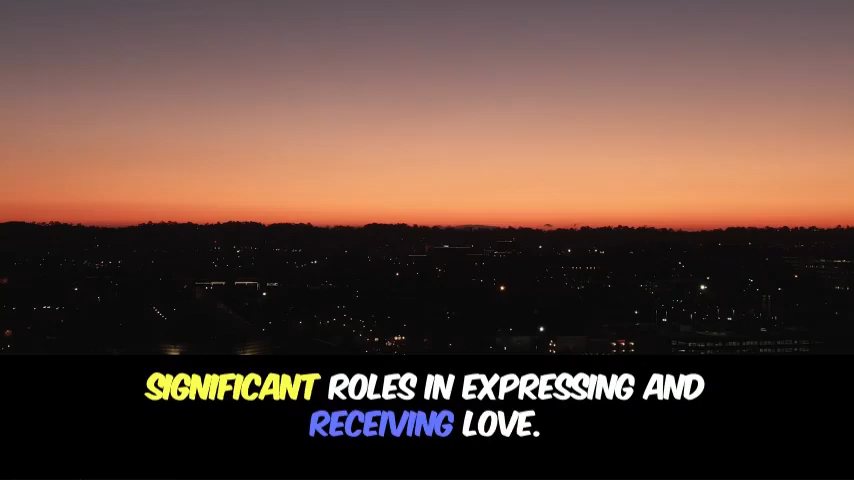 SIGNIFICANT ROLES IN EXPRESSING AND
RECEIVING LOVE.